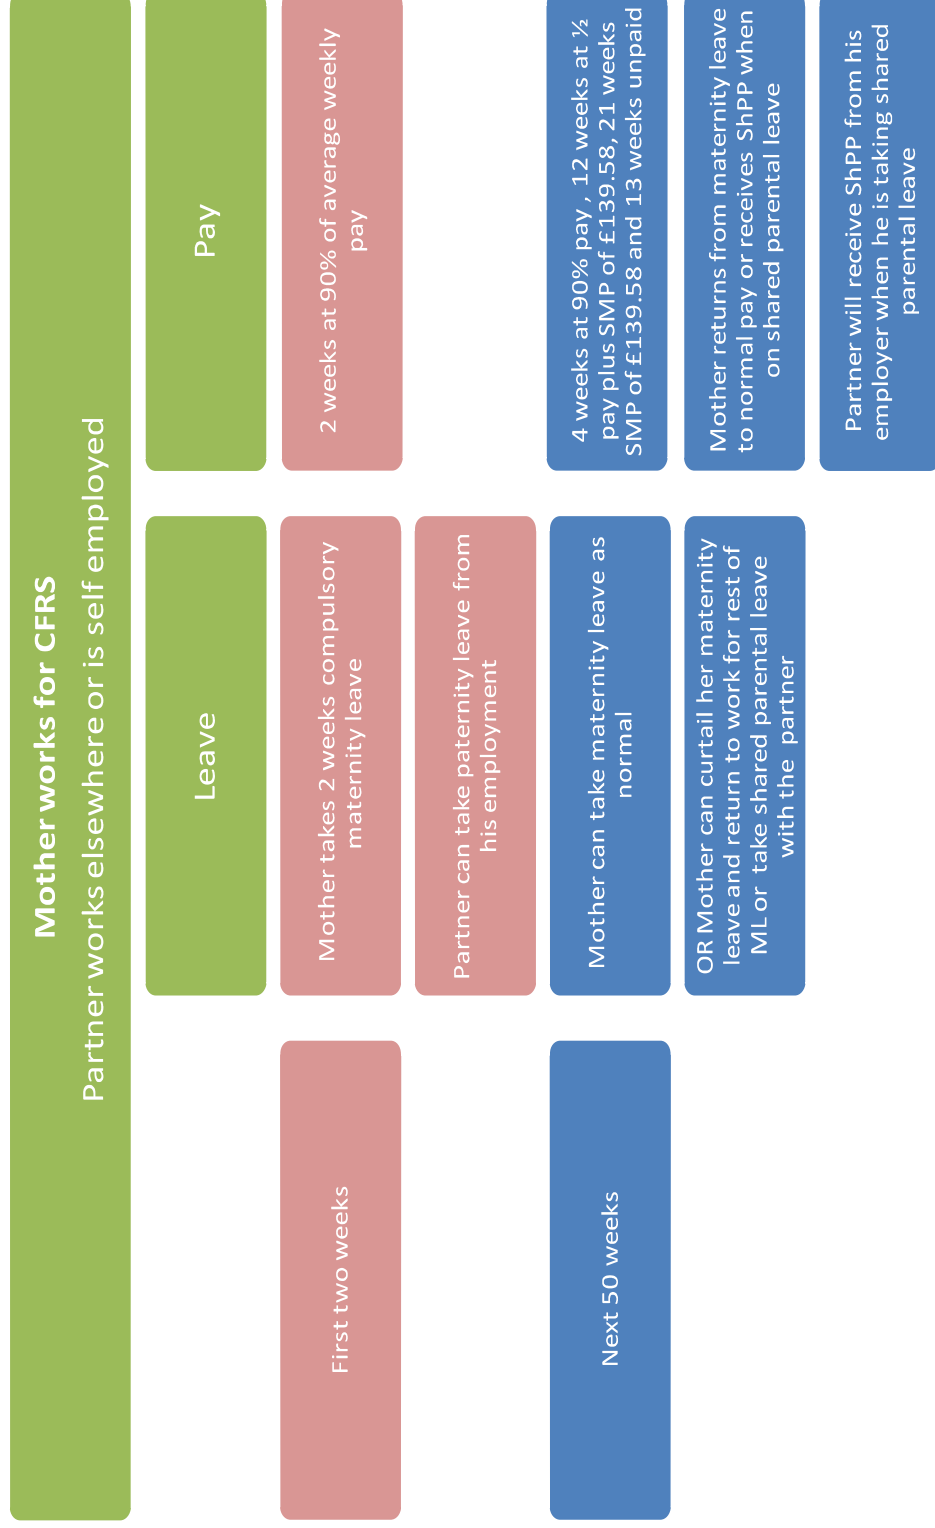 Mother works for CFRS
Partner works elsewhere or is self employed
Leave
Pay
First two weeks
Mother takes 2 weeks compulsory
maternity leave
2 weeks at 90% of average weekly
pay
Partner can take paternity leave from
his employment
Next 50 weeks
Mother can take maternity leave as
normal
4 weeks at 90% pay , 12 weeks at ½
pay plus SMP of £139.58, 21 weeks
SMP of £139.58 and 13 weeks unpaid
OR Mother can curtail her maternity
leave and return to work for rest of
ML or take shared parental leave
with the partner
Mother returns from maternity leave
to normal pay or receives ShPP when
on shared parental leave
Partner will receive ShPP from his
employer when he is taking shared
parental leave